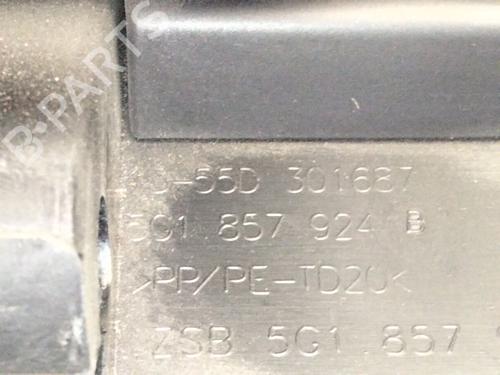 B-PARTS
-55D 301687
5G1 857 924 B
>PP/PE-TD20<
ZSB 5G1 857